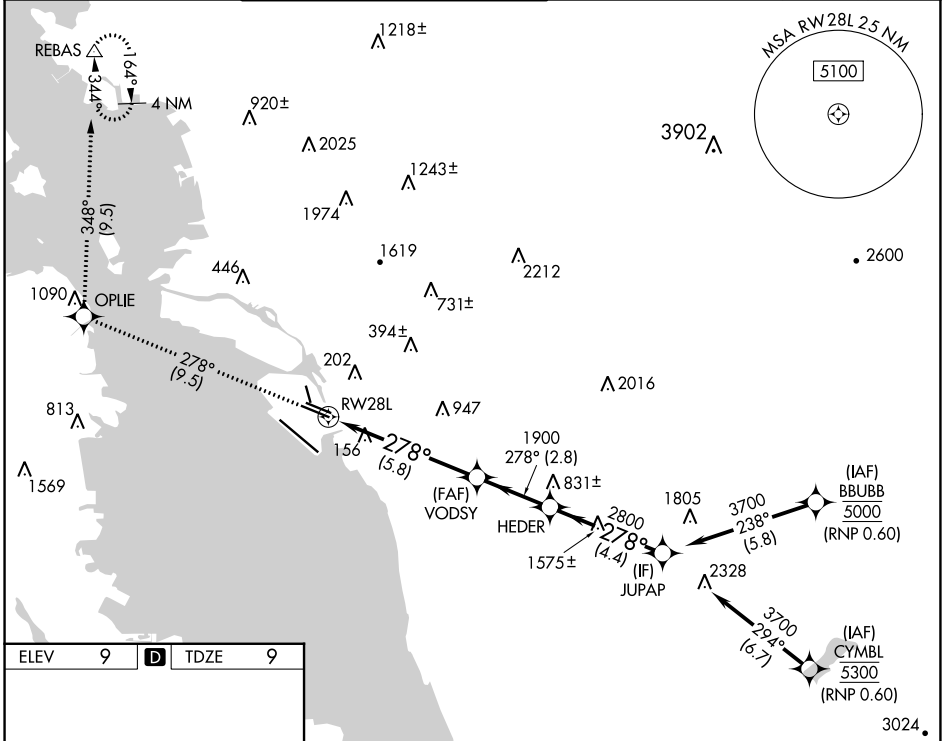 1218±
REBAS
164°
344°
4 NM
MSA RW28L 25 NM
5100
920±
2025
3902
1243±
1974
348°
(9.5)
1619
2212
2600
446
731±
1090
OPLIE
394±
278°
(9.5)
202
2016
RW28L
947
813
156
278°
(5.8)
1900
278° (2.8)
1569
(FAF)
VODSY
831±
HEDER
1575±
2800
278°
(4.4)
1805
(IF)
JUPAP
3700
238°
(5.8)
(IAF)
BBUBB
5000
(RNP 0.60)
2328
3700
294°
(6.7)
(IAF)
CYMBL
5300
(RNP 0.60)
ELEV 9 D TDZE 9
3024